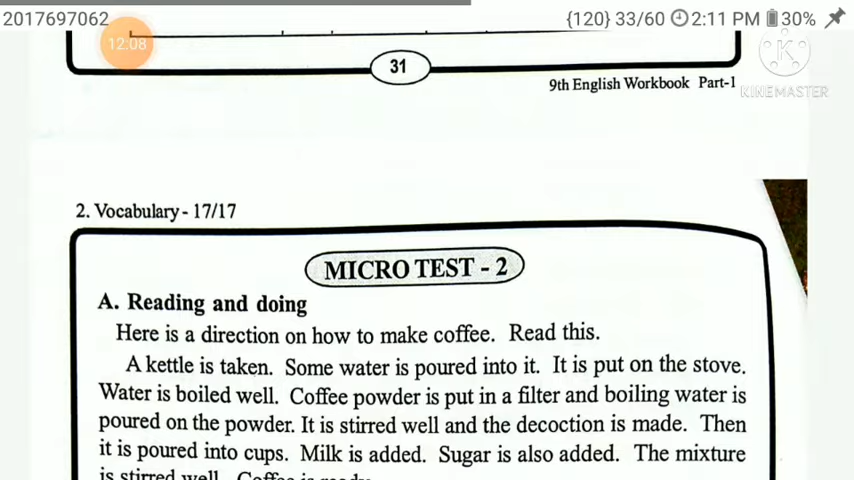 2017697062 {120} 33/60 2:11 PM 30%
12:08
31
9th English Workbook Part-1
KINEMASTER
2. Vocabulary - 17/17
MICRO TEST - 2
A. Reading and doing
Here is a direction on how to make coffee. Read this.
A kettle is taken. Some water is poured into it. It is put on the stove.
Water is boiled well. Coffee powder is put in a filter and boiling water is
poured on the powder. It is stirred well and the decoction is made. Then
it is poured into cups. Milk is added. Sugar is also added. The mixture
is stirred well. Coffee is ready.